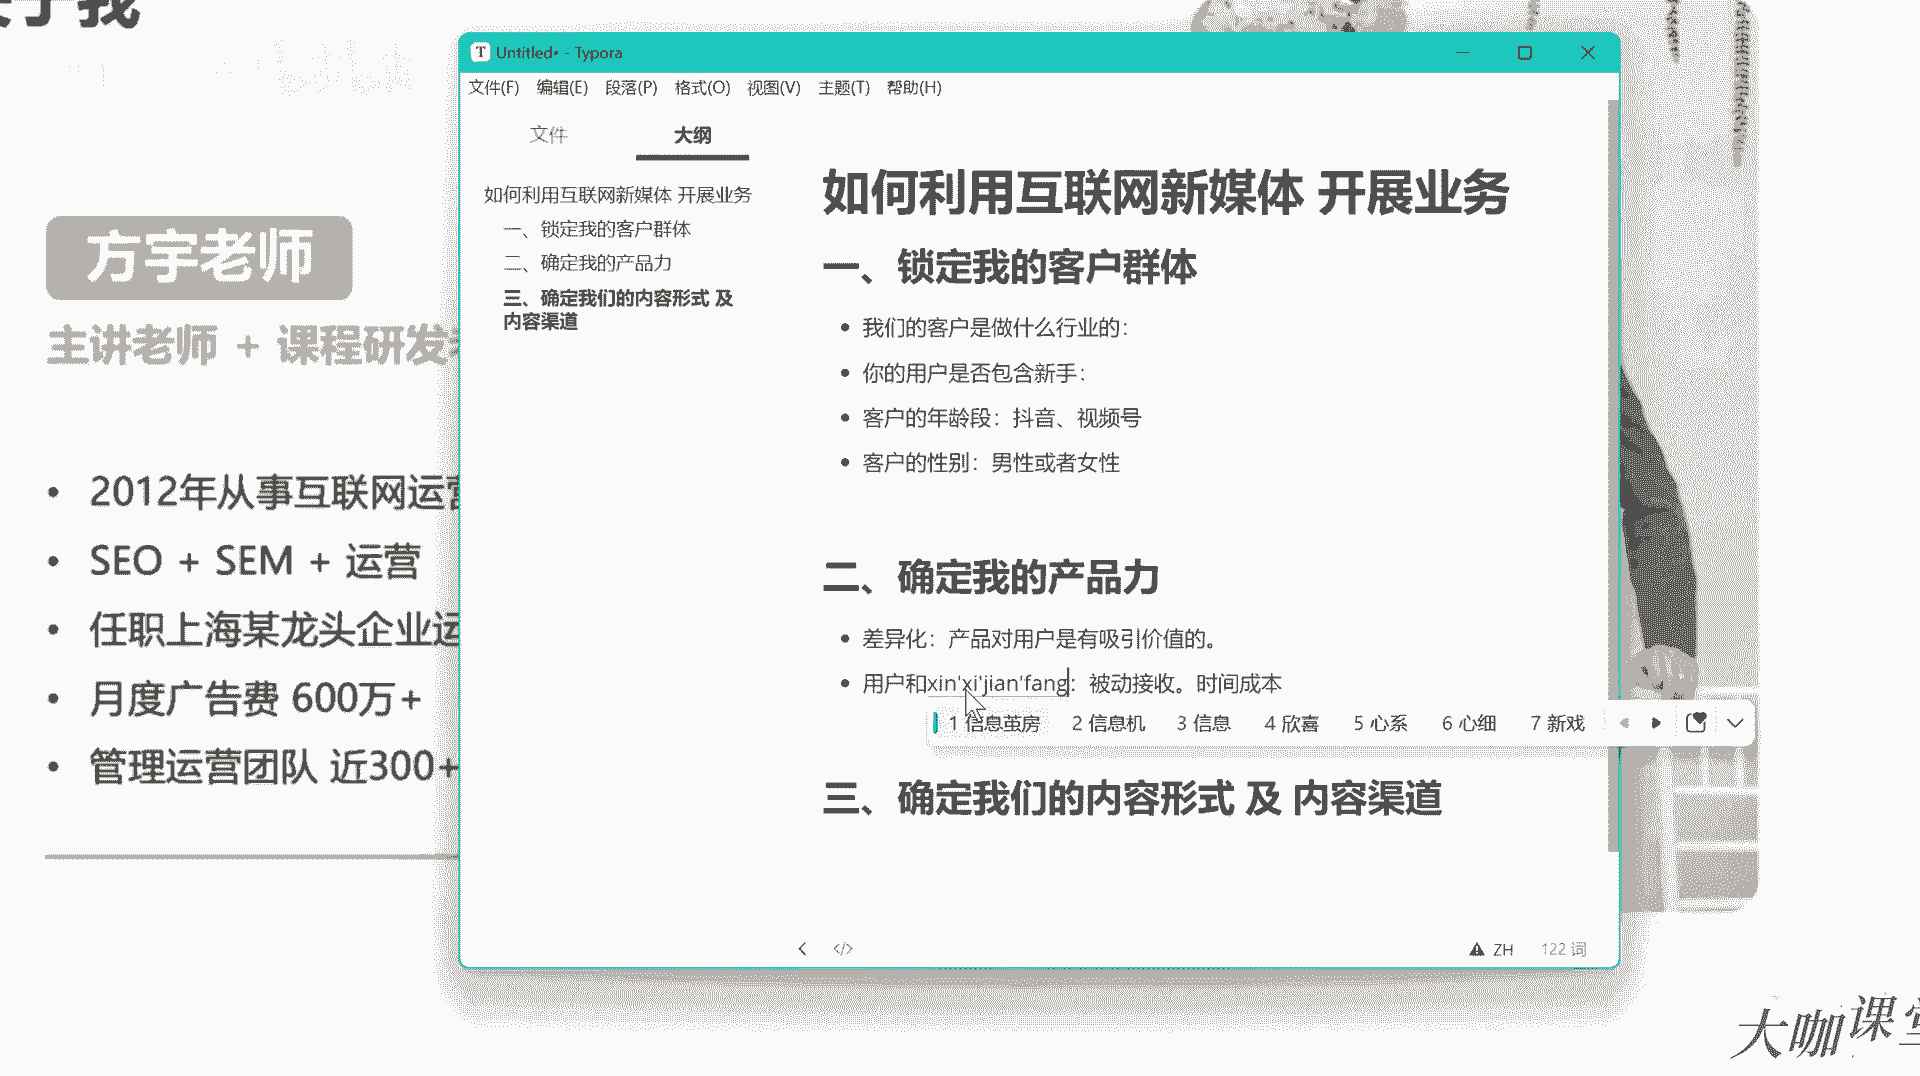 Untitled• - Typora
文件(F) 编辑(E) 段落(P) 格式(O) 视图(V) 主题(T) 帮助(H)
文件 大纲
如何利用互联网新媒体 开展业务
一、锁定我的客户群体
二、确定我的产品力
三、确定我们的内容形式 及
内容渠道
如何利用互联网新媒体 开展业务
一、锁定我的客户群体
• 我们的客户是做什么行业的：
• 你的用户是否包含新手：
• 客户的年龄段：抖音、视频号
• 客户的性别：男性或者女性
二、确定我的产品力
• 差异化：产品对用户是有吸引价值的。
• 用户和xin'xi'jian'fang：被动接收。时间成本
1 信息茧房 2 信息机 3 信息 4 欣喜 5 心系 6 心细 7 新戏
三、确定我们的内容形式 及 内容渠道
ZH 122 词
方宇老师
主讲老师 + 课程研发
• 2012年从事互联网运营
• SEO + SEM + 运营
• 任职上海某龙头企业运
• 月度广告费 600万+
• 管理运营团队 近300+
大咖课堂